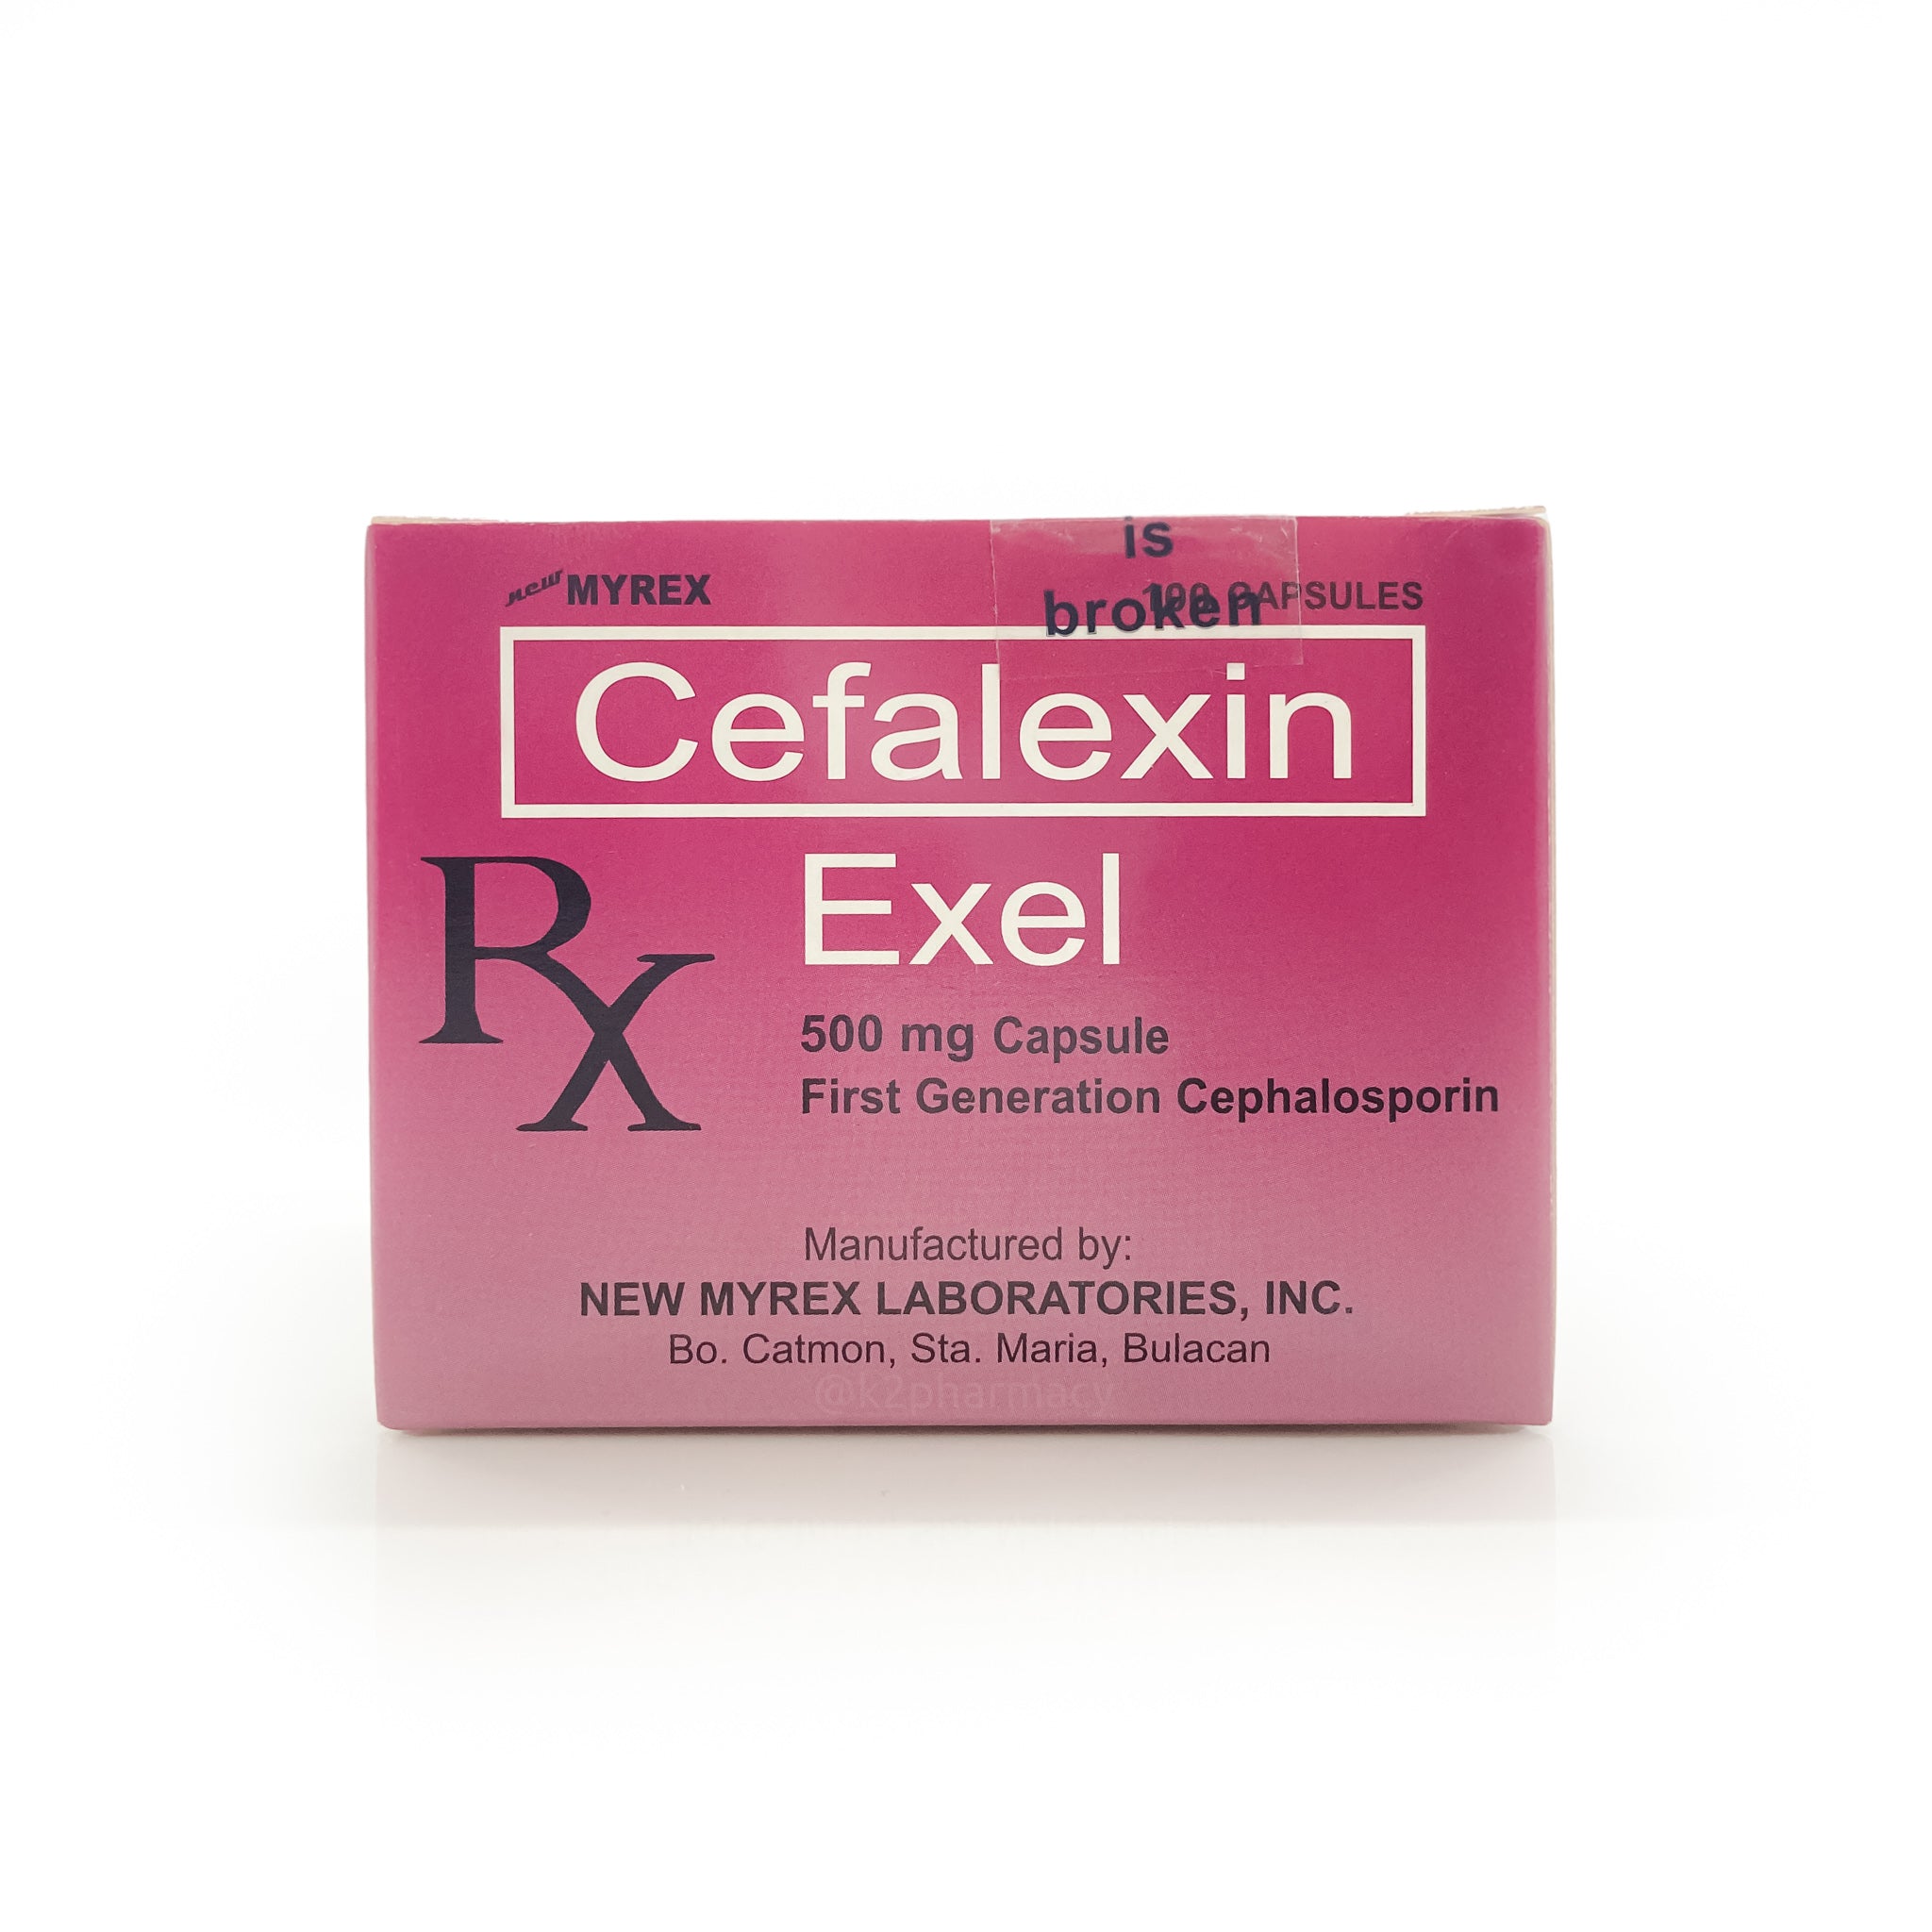 is
new MYREX
broken
100 CAPSULES
Cefalexin
Exel
Rx
500 mg Capsule
First Generation Cephalosporin
Manufactured by:
NEW MYREX LABORATORIES, INC.
Bo. Catmon, Sta. Maria, Bulacan
@k2pharmacy